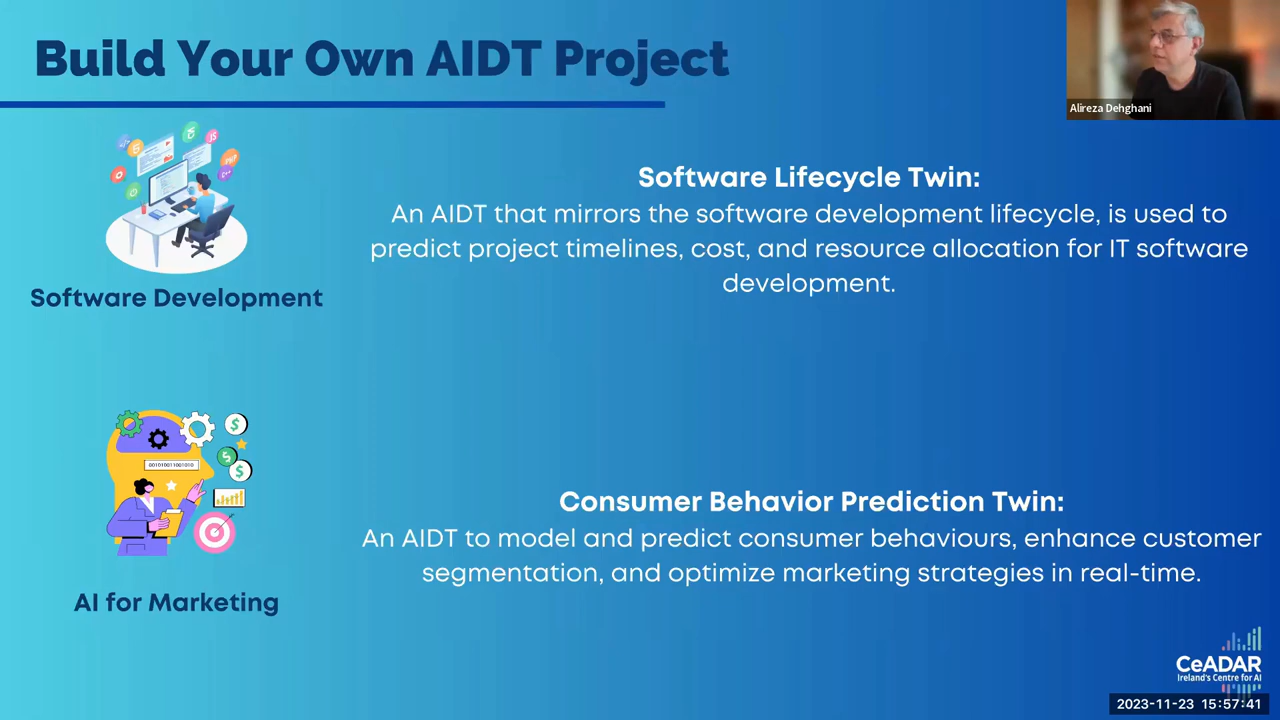 Build Your Own AIDT Project
Alireza Dehghani
Software Development
Software Lifecycle Twin:
An AIDT that mirrors the software development lifecycle, is used to
predict project timelines, cost, and resource allocation for IT software
development.
AI for Marketing
Consumer Behavior Prediction Twin:
An AIDT to model and predict consumer behaviours, enhance customer
segmentation, and optimize marketing strategies in real-time.
CeADAR
Ireland's Centre for AI
2023-11-23 15:57:41